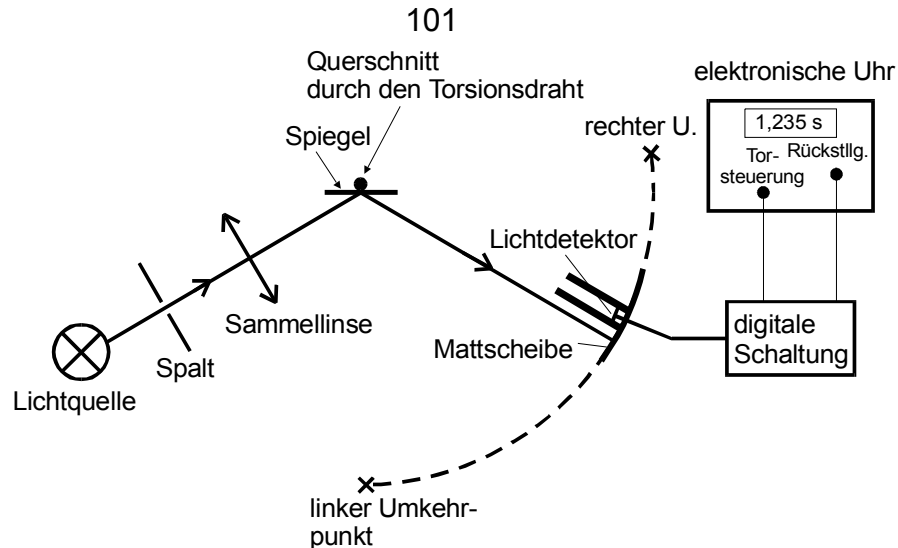 101
Querschnitt
durch den Torsionsdraht
Spiegel
elektronische Uhr
1,235 s
Tor-
steuerung
Rückstllg.
rechter U.
Lichtdetektor
Sammellinse
Mattscheibe
digitale
Schaltung
Spalt
Lichtquelle
linker Umkehr-
punkt